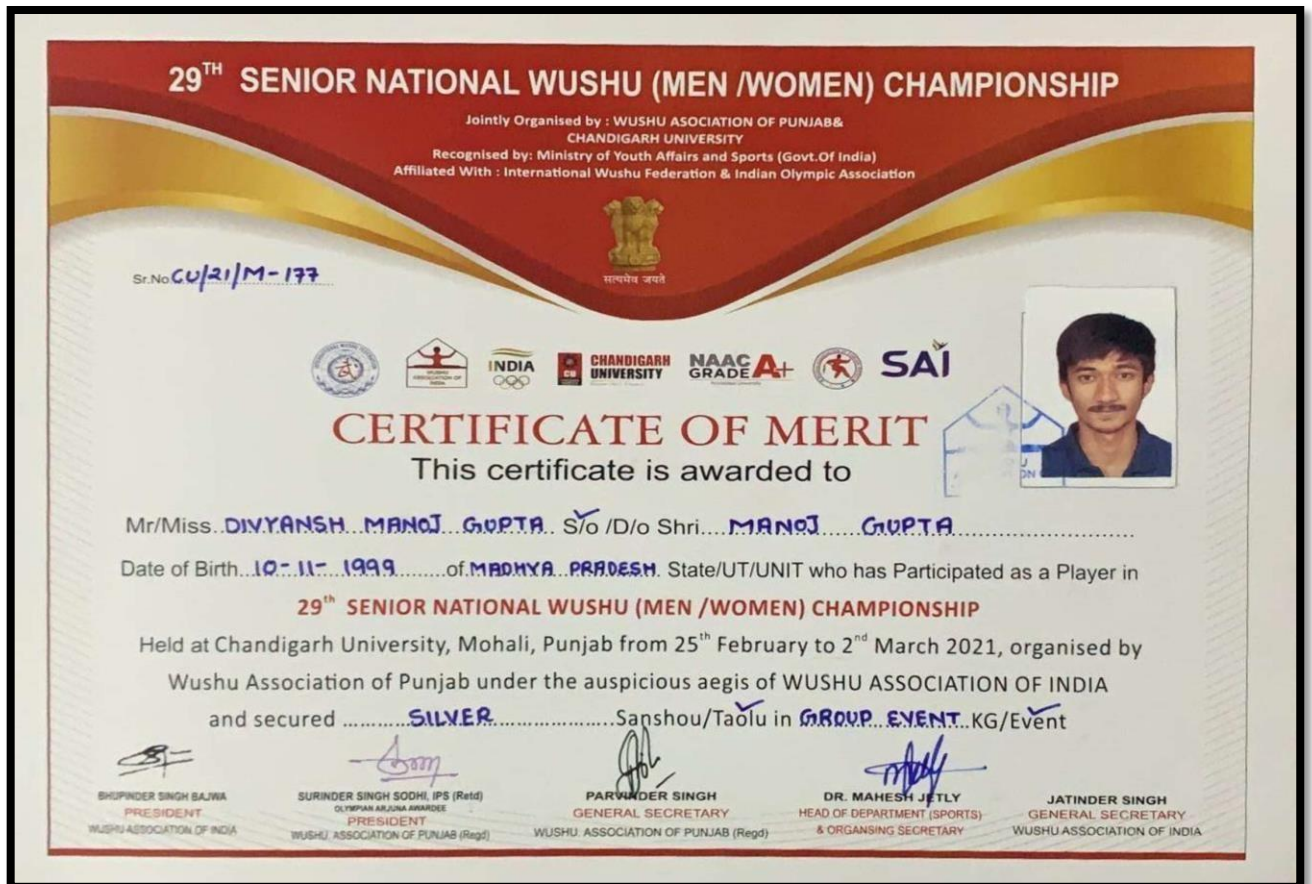 29TH SENIOR NATIONAL WUSHU (MEN /WOMEN) CHAMPIONSHIP
Jointly Organised by : WUSHU ASOCIATION OF PUNJAB&
CHANDIGARH UNIVERSITY
Recognised by: Ministry of Youth Affairs and Sports (Govt.Of India)
Affiliated With : International Wushu Federation & Indian Olympic Association
सत्यमेव जयते
Sr.No CU/21/M-177
WUSHU ASSOCIATION OF INDIA
INDIA
CU CHANDIGARH UNIVERSITY
NAAC GRADE A+
SAI
CERTIFICATE OF MERIT
This certificate is awarded to
Mr/Miss..DIVYANSH MANOJ GUPTA.. S/o /D/o Shri....MANOJ GUPTA
Date of Birth..10-11-1999.......of.MADHYA PRADESH. State/UT/UNIT who has Participated as a Player in
29th SENIOR NATIONAL WUSHU (MEN /WOMEN) CHAMPIONSHIP
Held at Chandigarh University, Mohali, Punjab from 25th February to 2nd March 2021, organised by
Wushu Association of Punjab under the auspicious aegis of WUSHU ASSOCIATION OF INDIA
and secured ...........SILVER....................Sanshou/Taolu in GROUP EVENT..KG/Event
BHUPINDER SINGH BAJWA
PRESIDENT
WUSHU ASSOCIATION OF INDIA
SURINDER SINGH SODHI, IPS (Retd)
OLYMPIAN ARJUNA AWARDEE
PRESIDENT
WUSHU ASSOCIATION OF PUNJAB (Regd)
PARVINDER SINGH
GENERAL SECRETARY
WUSHU ASSOCIATION OF PUNJAB (Regd)
DR. MAHESH JETLY
HEAD OF DEPARTMENT (SPORTS)
& ORGANSING SECRETARY
JATINDER SINGH
GENERAL SECRETARY
WUSHU ASSOCIATION OF INDIA